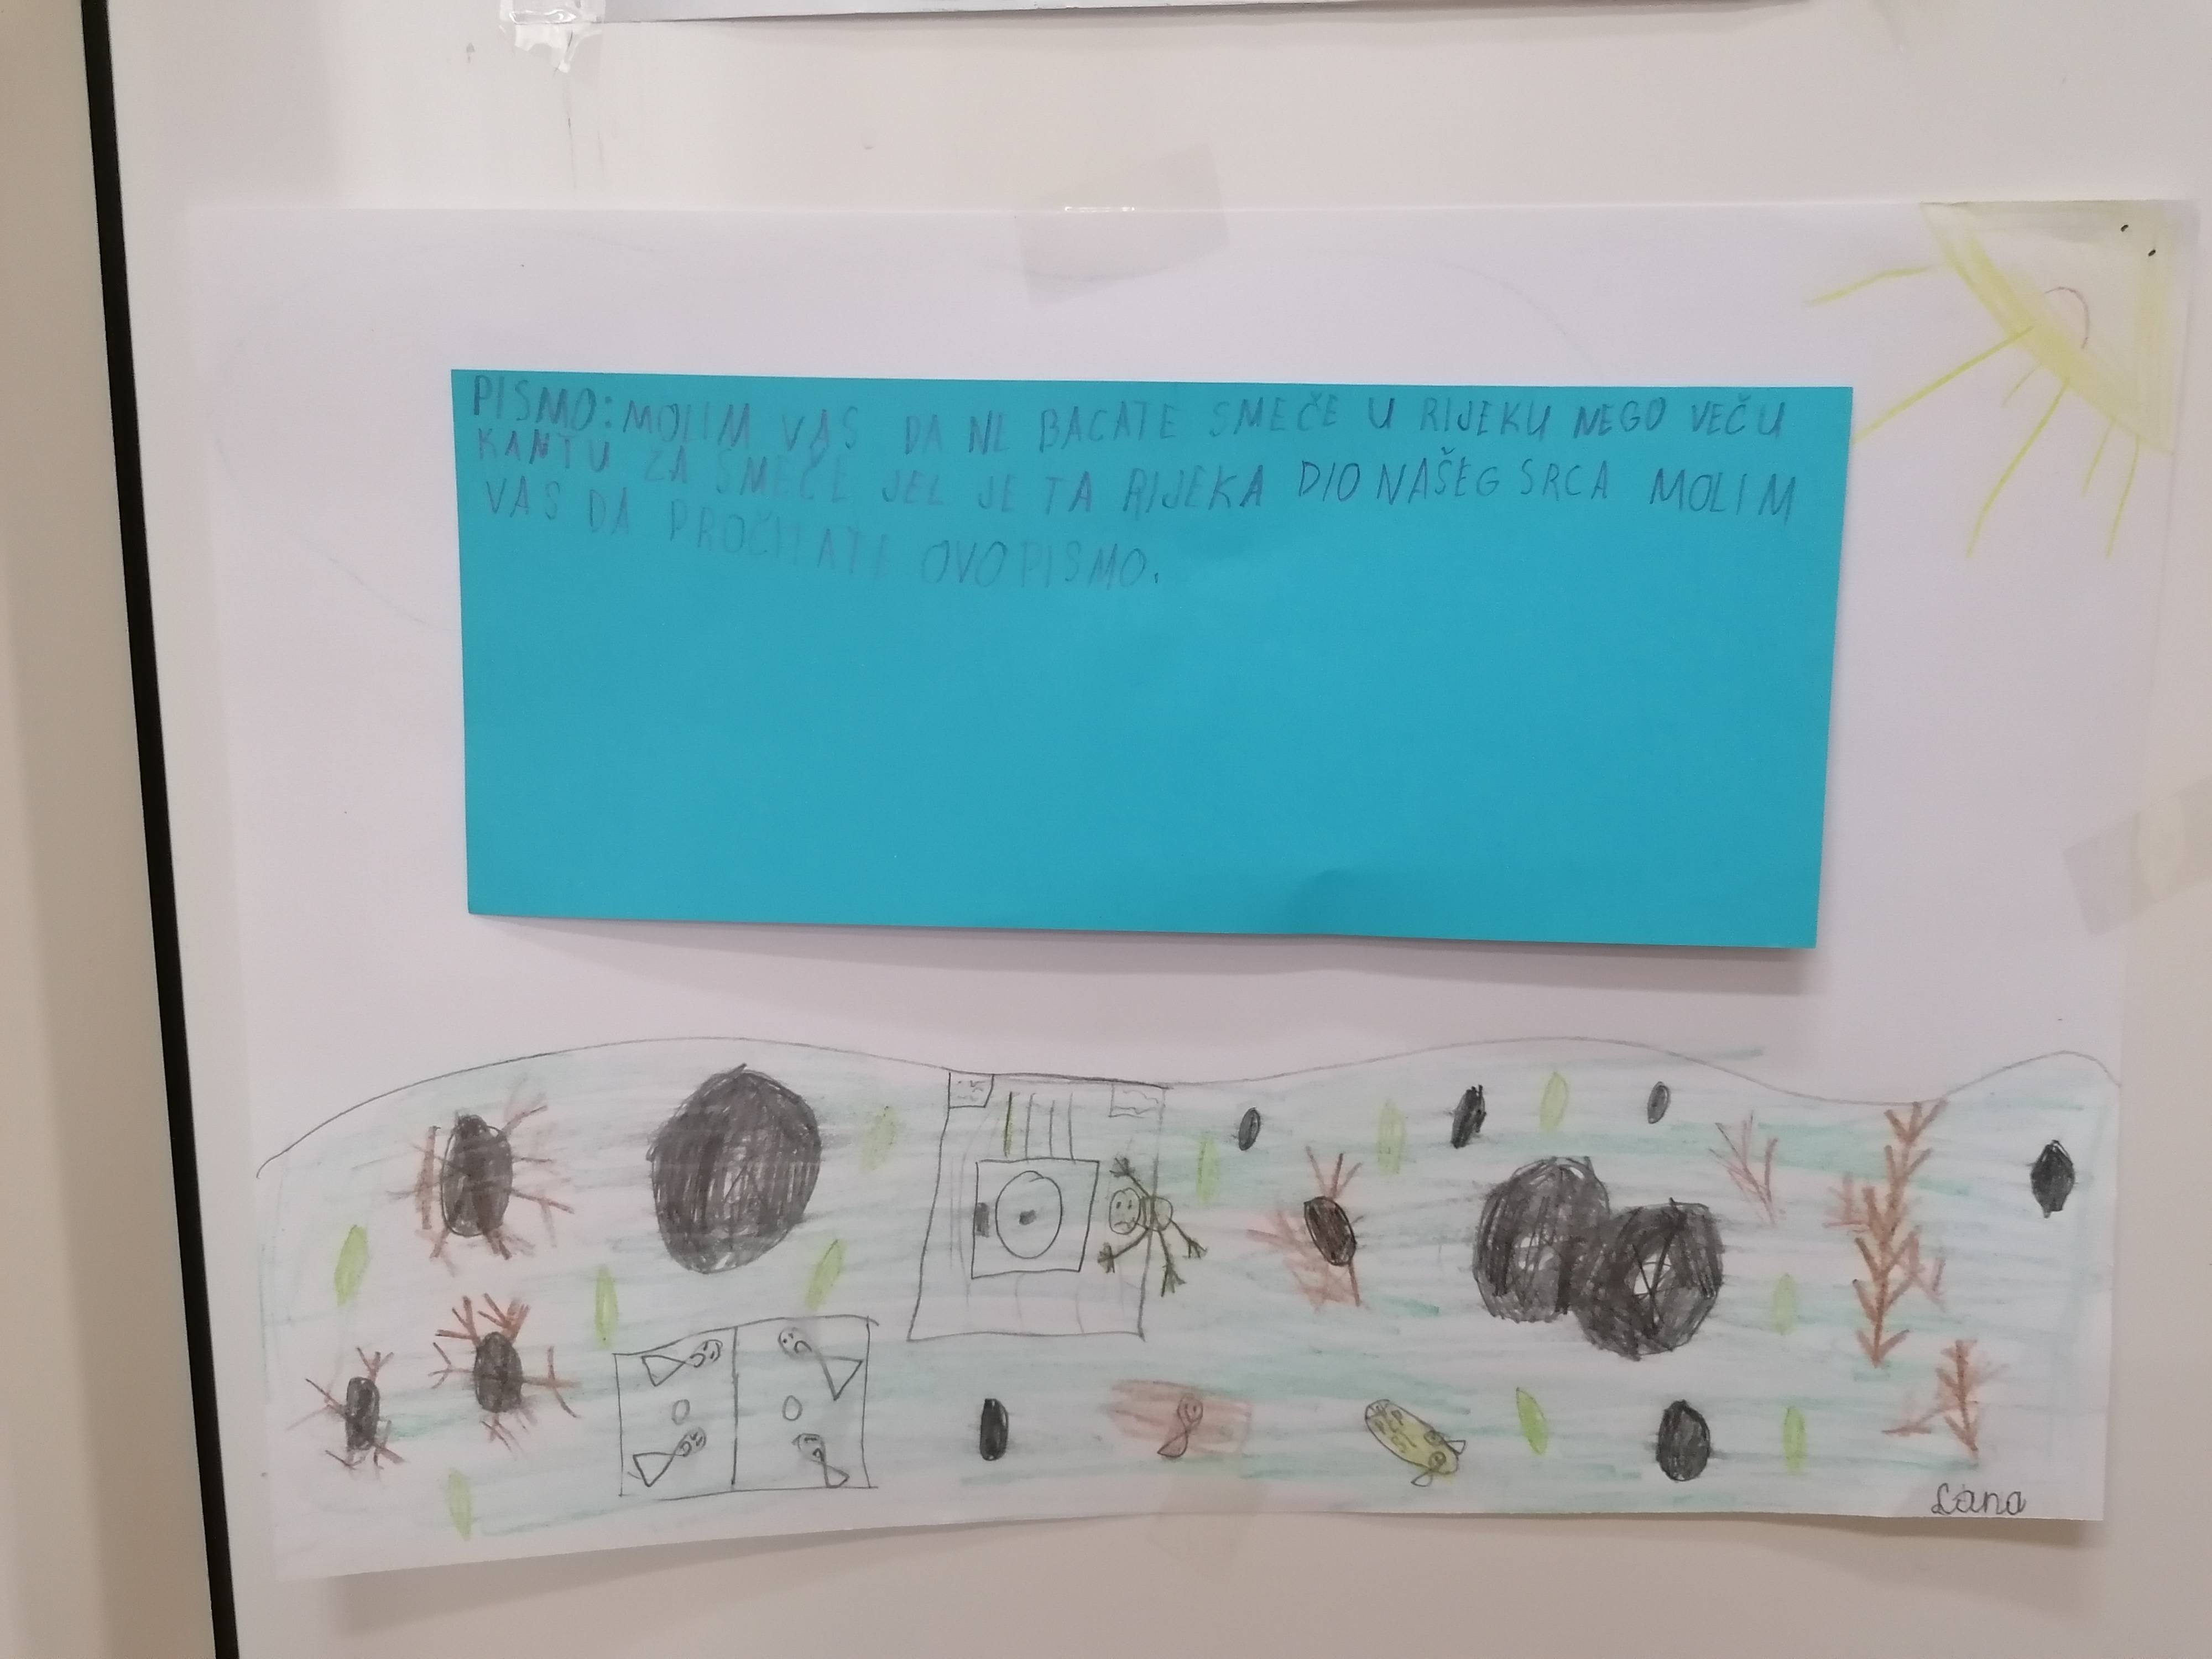 PISMO: MOLIM VAS DA NE BACATE SMEČE U RIJEKU NEGO VEČU
KANTU ZA SMEČE JEL JE TA RIJEKA DIO NAŠEG SRCA MOLIM
VAS DA PROČITATE OVO PISMO.
Lana